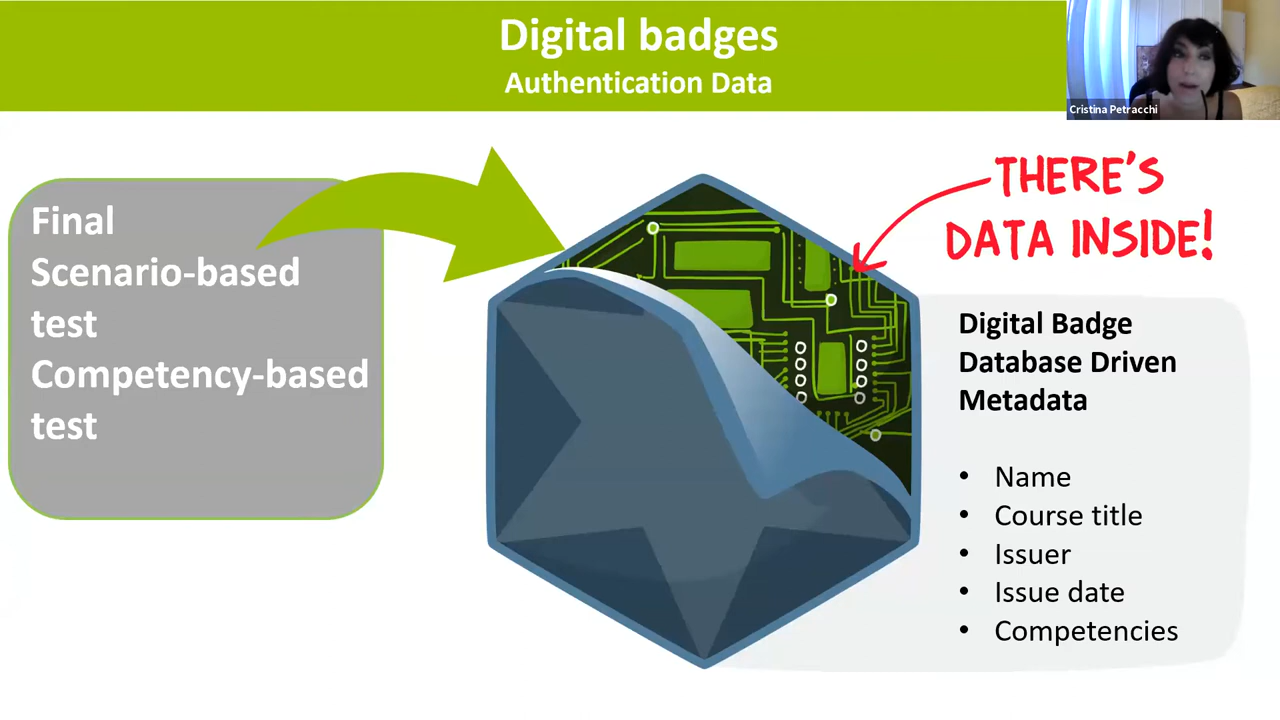 Digital badges
Authentication Data
Cristina Petracchi
Final
Scenario-based
test
Competency-based
test
THERE'S
DATA INSIDE!
Digital Badge
Database Driven
Metadata
• Name
• Course title
• Issuer
• Issue date
• Competencies